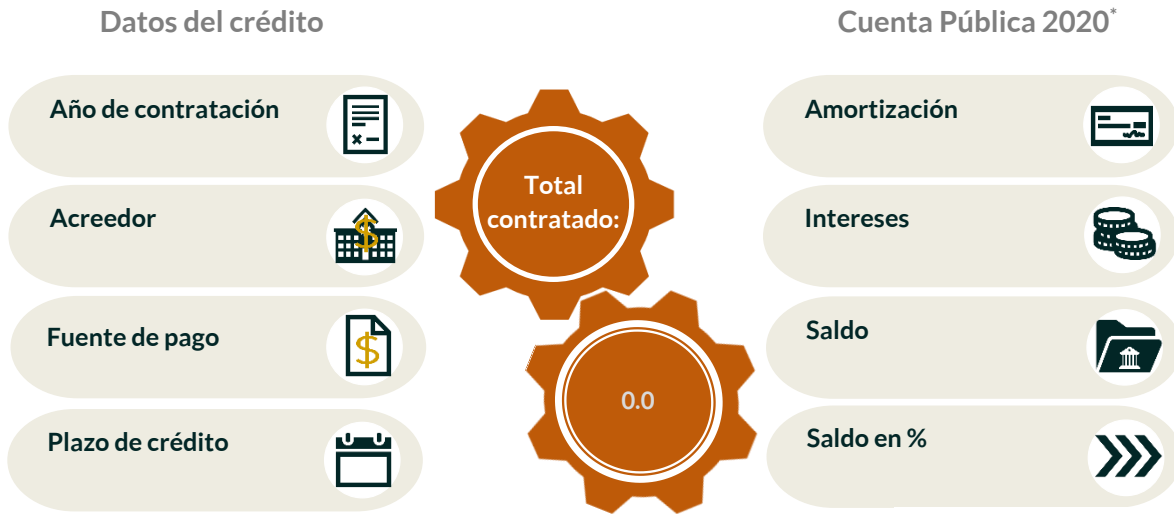 Datos del crédito
Año de contratación
Acreedor
Fuente de pago
Plazo de crédito
Total
contratado:
0.0
Cuenta Pública 2020*
Amortización
Intereses
Saldo
Saldo en %